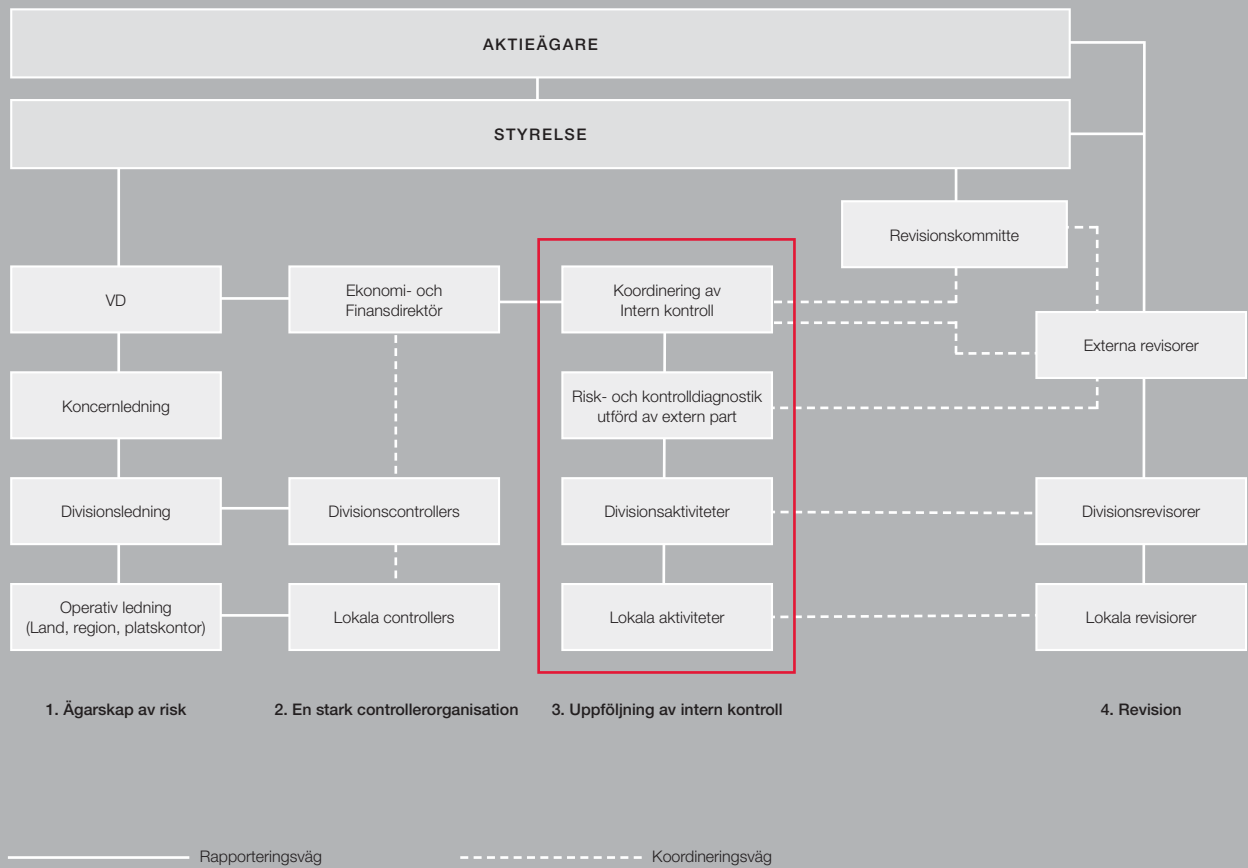 AKTIEÄGARE
STYRELSE
Revisionskommitte
VD
Ekonomi- och
Finansdirektör
Koordinering av
Intern kontroll
Externa revisorer
Koncernledning
Risk- och kontrolldiagnostik
utförd av extern part
Divisionsledning
Divisionscontrollers
Divisionsaktiviteter
Divisionsrevisorer
Operativ ledning
(Land, region, platskontor)
Lokala controllers
Lokala aktiviteter
Lokala revisiorer
1. Ägarskap av risk
2. En stark controllerorganisation
3. Uppföljning av intern kontroll
4. Revision
Rapporteringsväg
Koordineringsväg